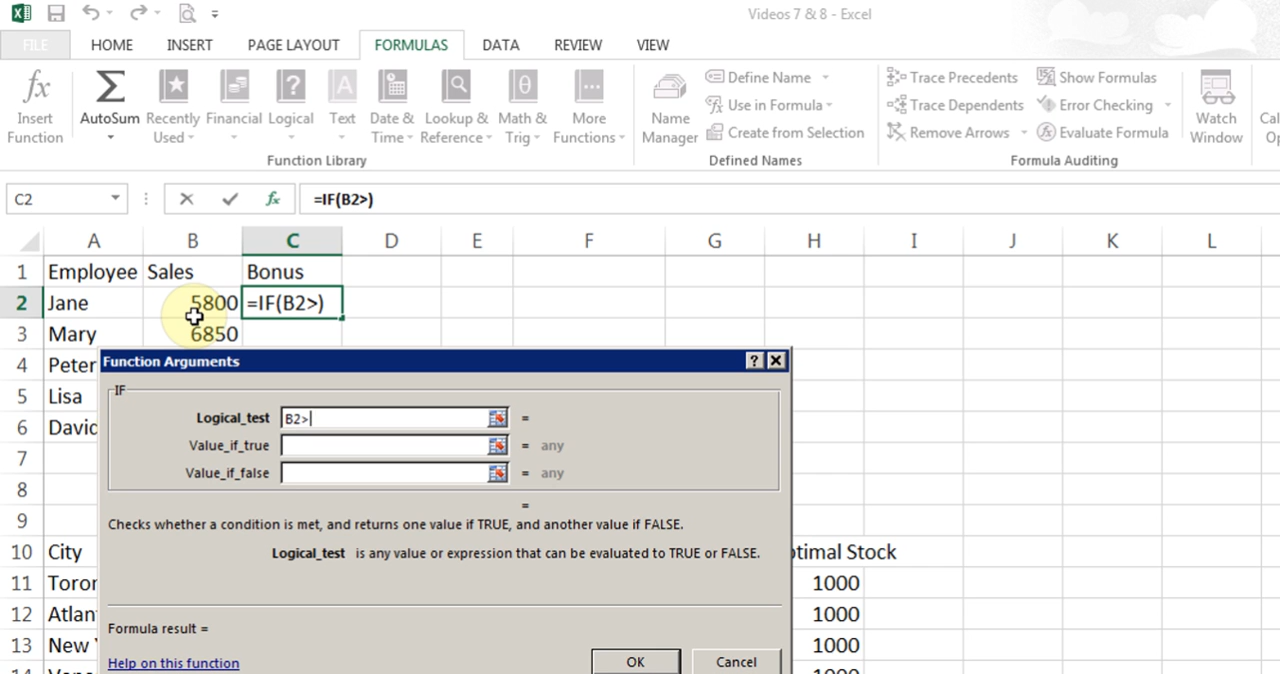 Videos 7 & 8 - Excel
FILE HOME INSERT PAGE LAYOUT FORMULAS DATA REVIEW VIEW
fx Σ ? A θ
Insert Function
AutoSum
Recently Used
Financial
Logical
Text
Date & Time
Lookup & Reference
Math & Trig
More Functions
Function Library
Name Manager
Define Name
Use in Formula
Create from Selection
Defined Names
Trace Precedents
Trace Dependents
Remove Arrows
Show Formulas
Error Checking
Evaluate Formula
Formula Auditing
Watch Window
C2 fx =IF(B2>)
A B C D E F G H I J K L
1 Employee Sales Bonus
2 Jane 5800 =IF(B2>)
3 Mary 6850
4 Peter
5 Lisa
6 David
7
8
9
10 City Optimal Stock
11 1000
12 1000
13 New 1000
Function Arguments ?
IF
Logical_test B2> =
Value_if_true = any
Value_if_false = any
=
Checks whether a condition is met, and returns one value if TRUE, and another value if FALSE.
Logical_test is any value or expression that can be evaluated to TRUE or FALSE.
Formula result =
Help on this function
OK Cancel